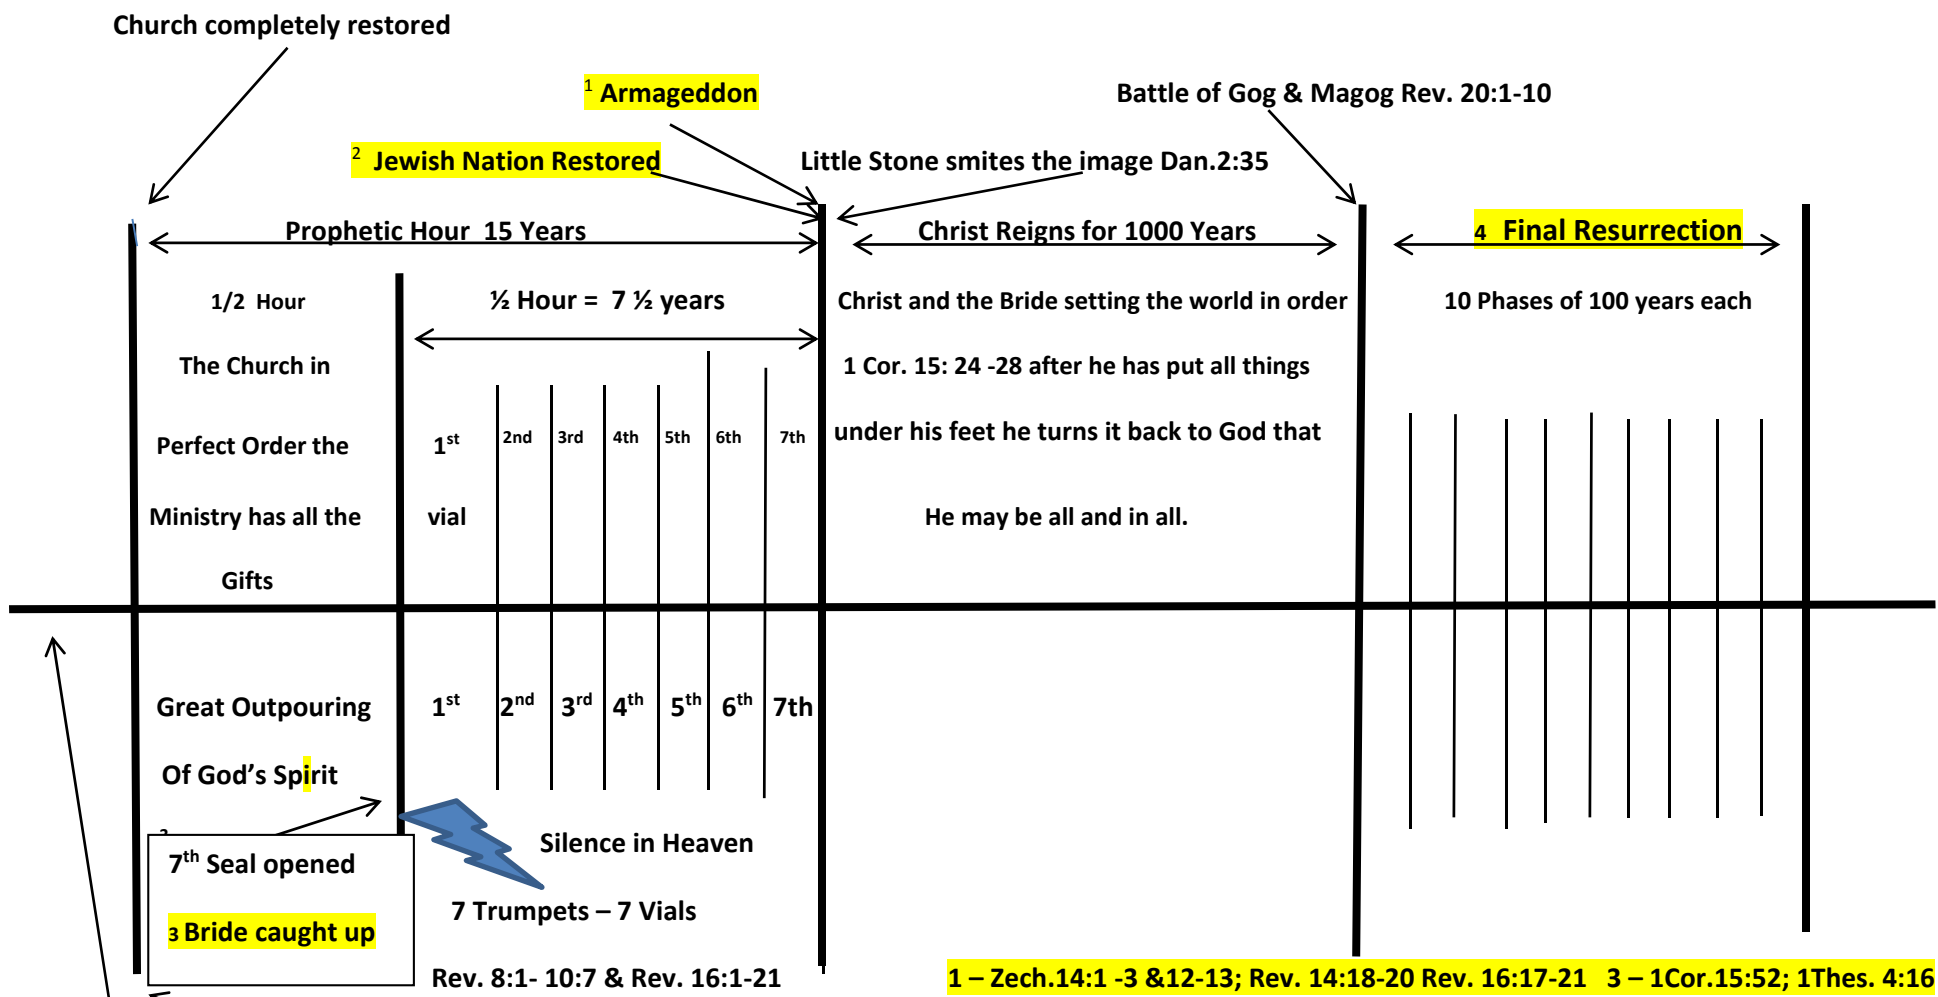 Church completely restored
1 Armageddon
Battle of Gog & Magog Rev. 20:1-10
2 Jewish Nation Restored
Little Stone smites the image Dan.2:35
Prophetic Hour 15 Years
Christ Reigns for 1000 Years
4 Final Resurrection
1/2 Hour
½ Hour = 7 ½ years
Christ and the Bride setting the world in order
10 Phases of 100 years each
The Church in
1 Cor. 15: 24 -28 after he has put all things
Perfect Order the
1st
2nd
3rd
4th
5th
6th
7th
under his feet he turns it back to God that
Ministry has all the
vial
He may be all and in all.
Gifts
Great Outpouring
1st
2nd
3rd
4th
5th
6th
7th
Of God's Spirit
Silence in Heaven
7th Seal opened
7 Trumpets – 7 Vials
3 Bride caught up
Rev. 8:1- 10:7 & Rev. 16:1-21
1 – Zech.14:1 -3 &12-13; Rev. 14:18-20 Rev. 16:17-21 3 – 1Cor.15:52; 1Thes. 4:16